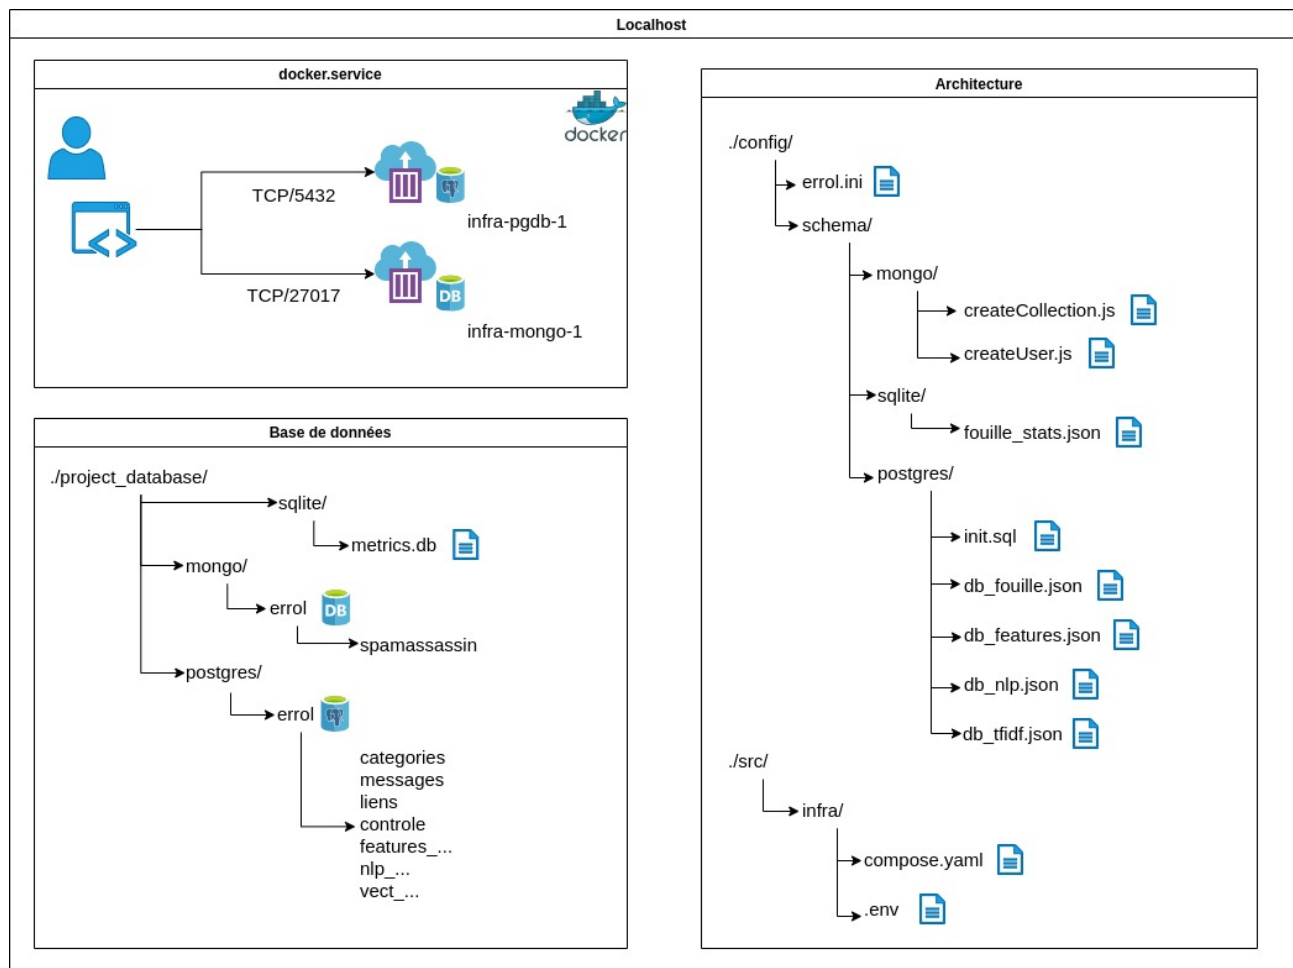 Localhost
docker.service
docker
TCP/5432
infra-pgdb-1
TCP/27017
DB
infra-mongo-1
Base de données
./project_database/
sqlite/
metrics.db
mongo/
errol
DB
spamassassin
postgres/
errol
categories
messages
liens
controle
features_...
nlp_...
vect_...
Architecture
./config/
errol.ini
schema/
mongo/
createCollection.js
createUser.js
sqlite/
fouille_stats.json
postgres/
init.sql
db_fouille.json
db_features.json
db_nlp.json
db_tfidf.json
./src/
infra/
compose.yaml
.env